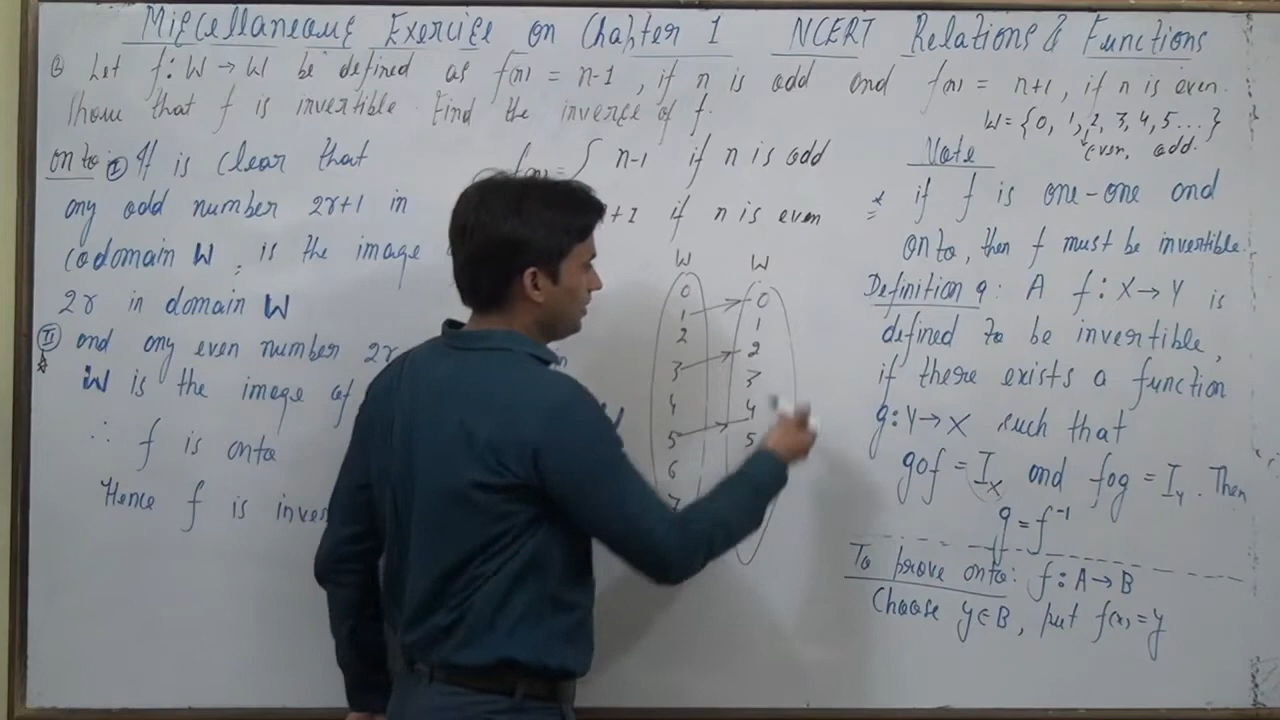 Miscellaneous Exercise on Chapter 1 NCERT Relations & Functions
Let f: W → W be defined as f(n) = n-1, if n is odd and f(n) = n+1, if n is even.
Show that f is invertible. Find the inverse of f.
W = {0, 1, 2, 3, 4, 5...}
even, odd.
onto: I It is clear that
any odd number 2r+1 in
codomain W, is the image
2r in domain W
II and any even number 2r
W is the image of
∴ f is onto
Hence f is inver
f(n) = { n-1 if n is odd
+1 if n is even
W W
0 0
1 1
2 2
3 3
4 4
5 5
6
7
Note
* if f is one-one and
onto, then f must be invertible.
Definition 9: A f: X → Y is
defined to be invertible,
if there exists a function
g: Y → X such that
gof = I_X and fog = I_Y. Then
g = f⁻¹
To prove onto: f: A → B
Choose y ∈ B, put f(x) = y